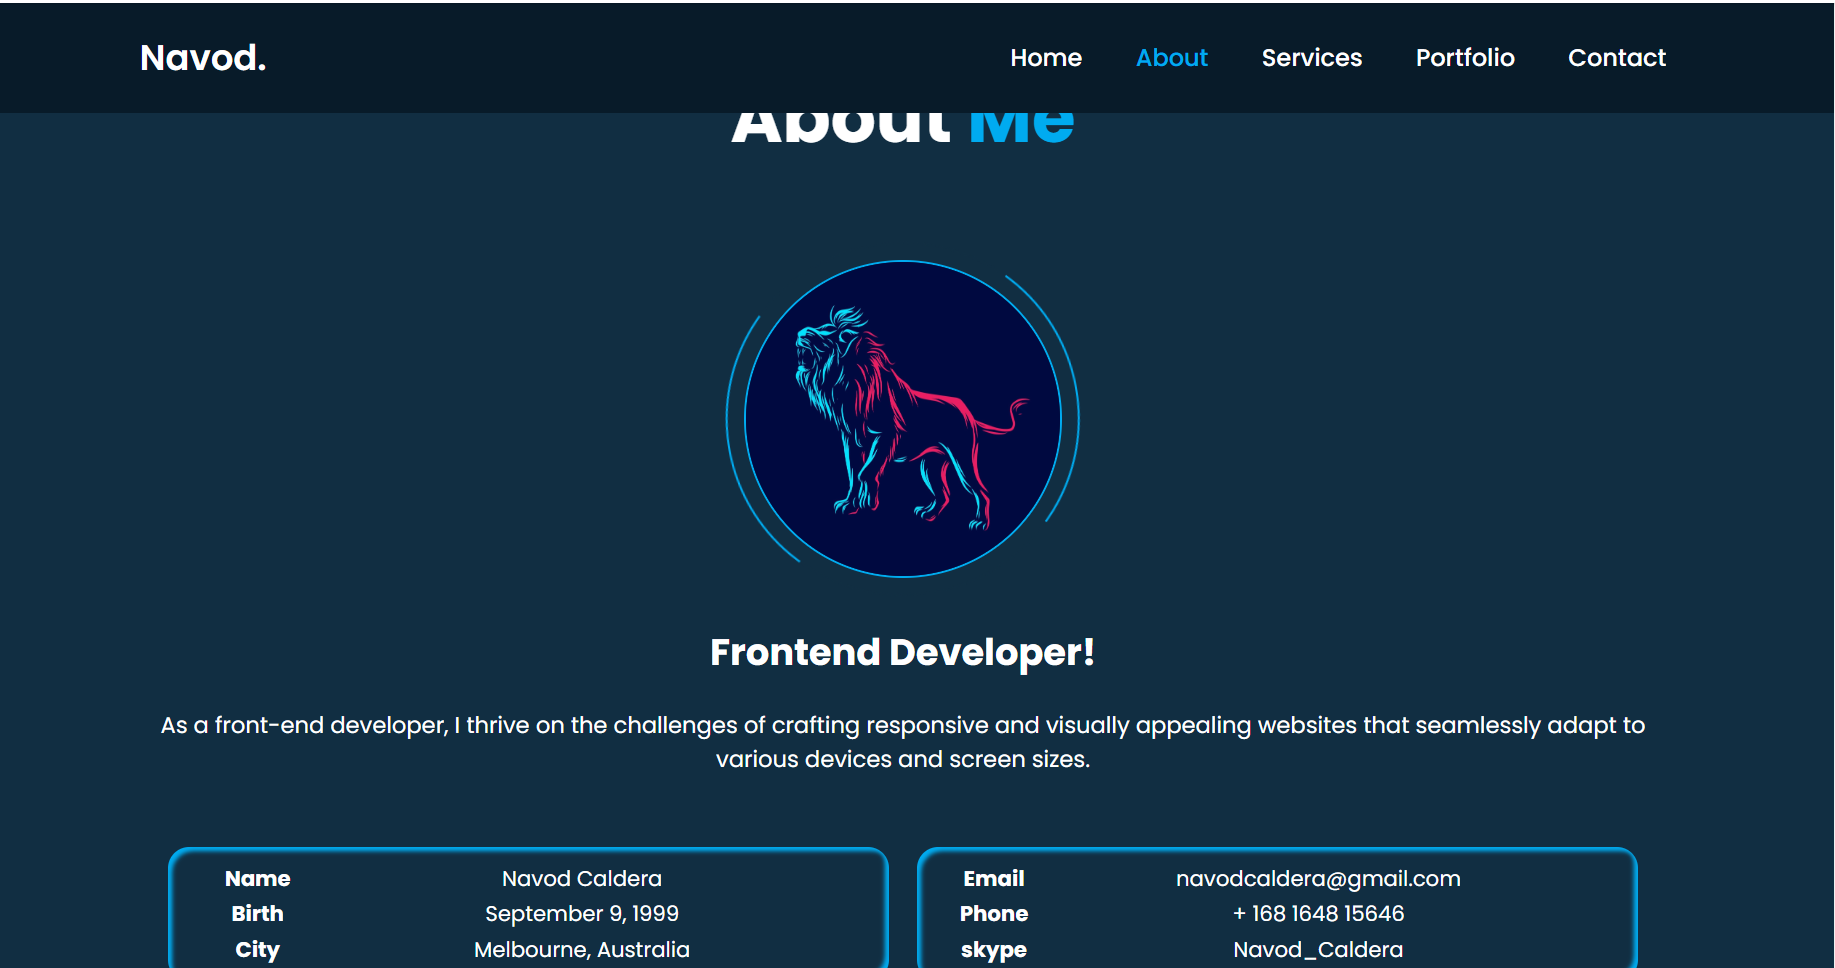 Navod.
Home About Services Portfolio Contact
About Me
Frontend Developer!
As a front-end developer, I thrive on the challenges of crafting responsive and visually appealing websites that seamlessly adapt to
various devices and screen sizes.
Name Navod Caldera
Birth September 9, 1999
City Melbourne, Australia
Email navodcaldera@gmail.com
Phone + 168 1648 15646
skype Navod_Caldera